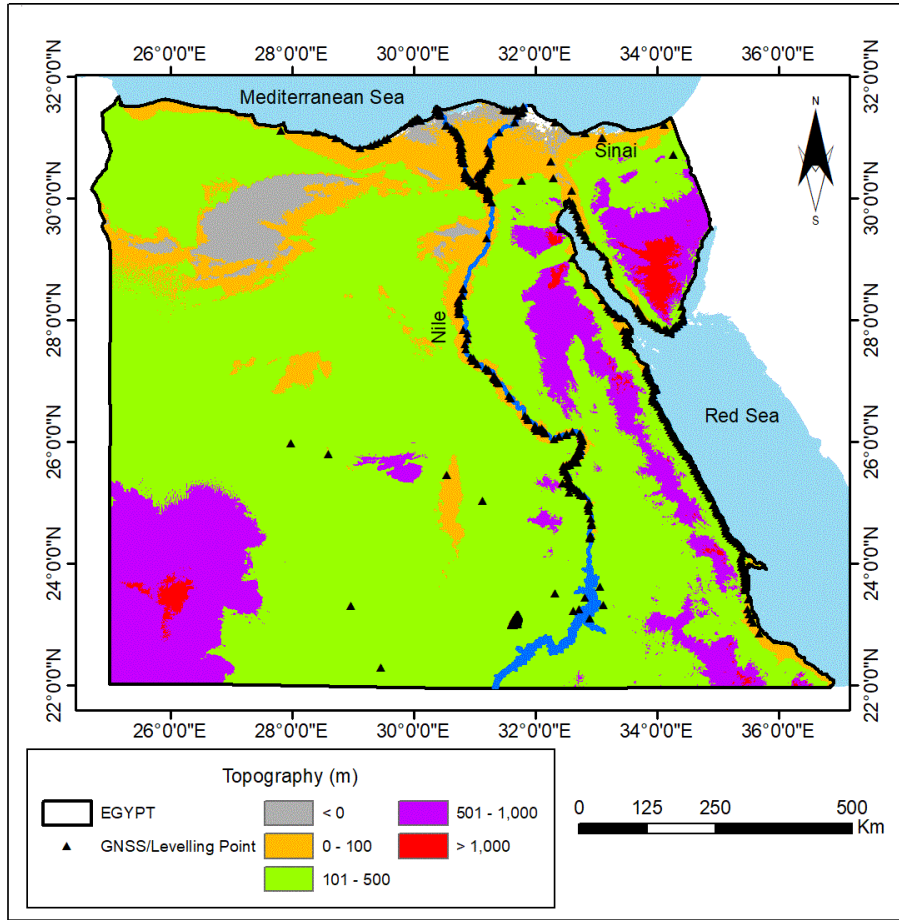 26°0'0"E 28°0'0"E 30°0'0"E 32°0'0"E 34°0'0"E 36°0'0"E
32°0'0"N
30°0'0"N
28°0'0"N
26°0'0"N
24°0'0"N
22°0'0"N
Mediterranean Sea
Sinai
Nile
Red Sea
N
S
32°0'0"N
30°0'0"N
28°0'0"N
26°0'0"N
24°0'0"N
22°0'0"N
26°0'0"E 28°0'0"E 30°0'0"E 32°0'0"E 34°0'0"E 36°0'0"E
Topography (m)
EGYPT
GNSS/Levelling Point
< 0
0 - 100
101 - 500
501 - 1,000
> 1,000
0 125 250 500
Km